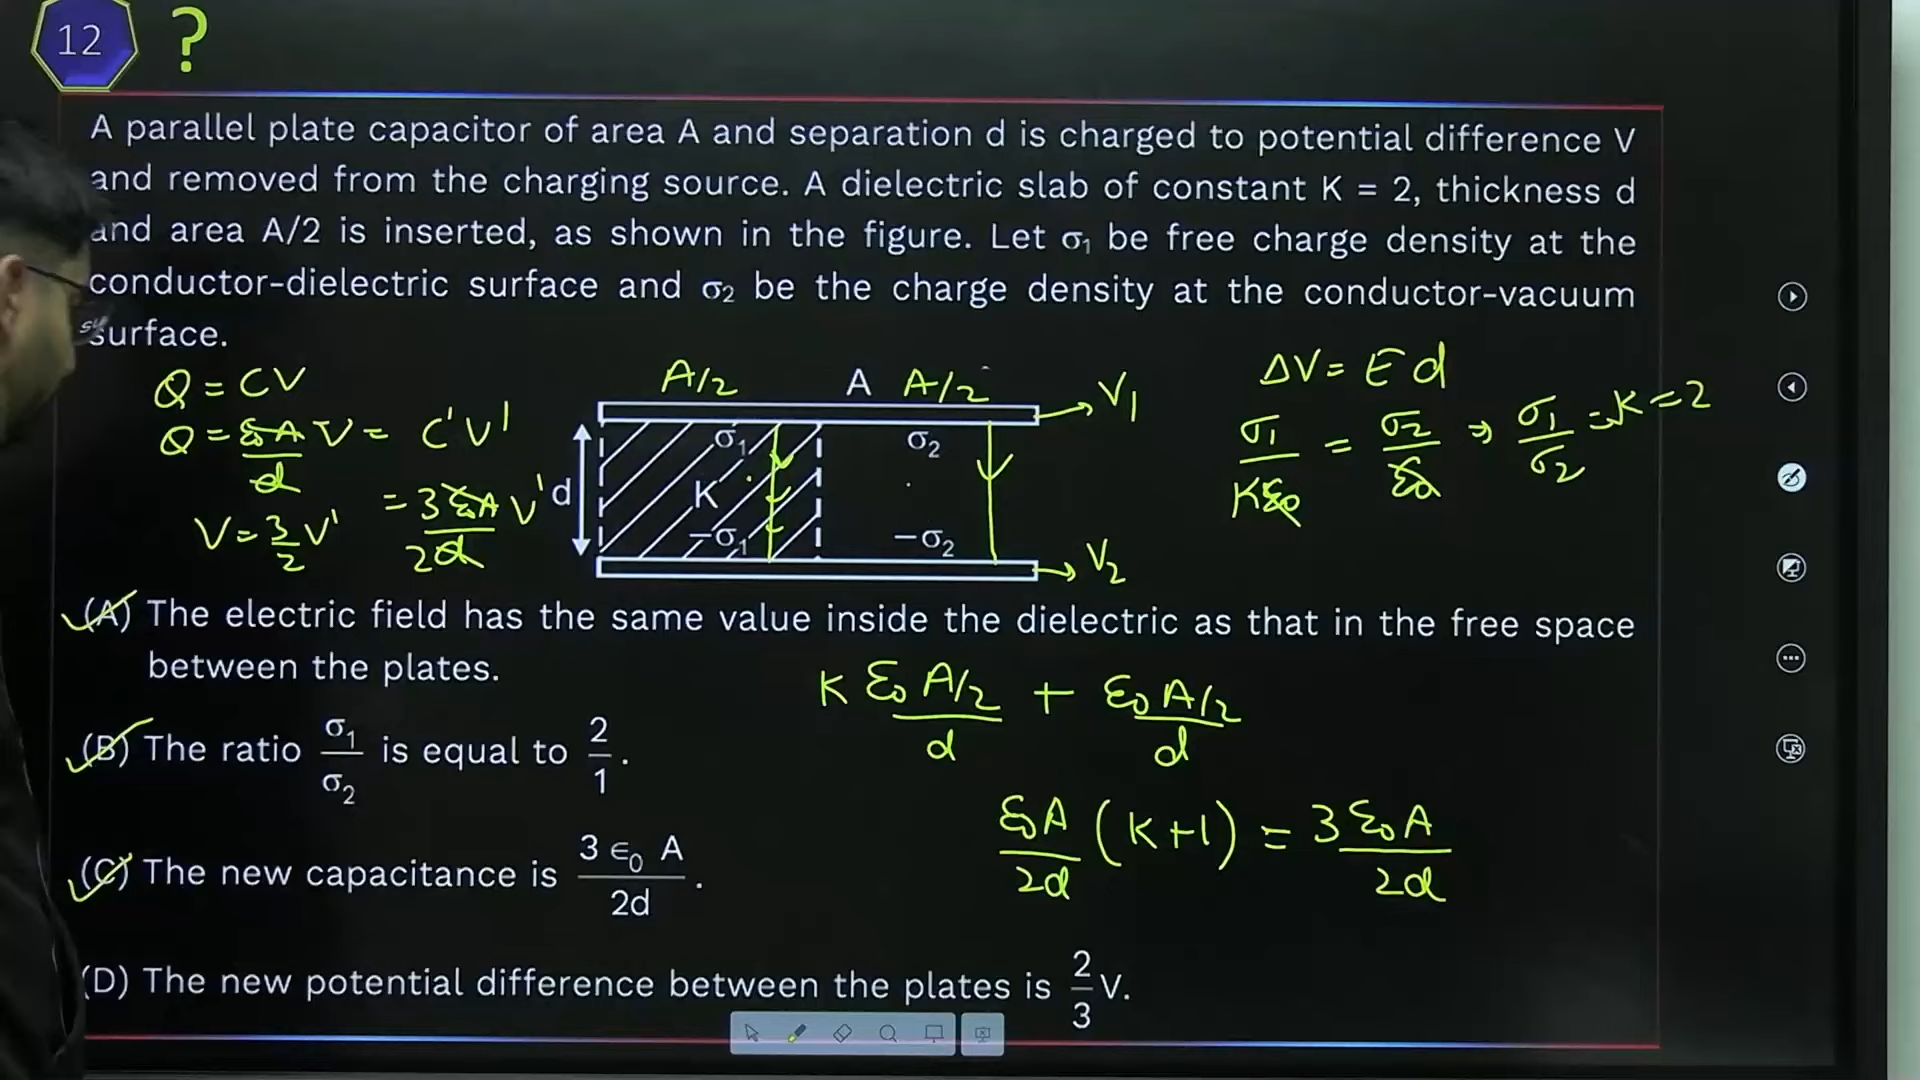 12 ?
A parallel plate capacitor of area A and separation d is charged to potential difference V
and removed from the charging source. A dielectric slab of constant K = 2, thickness d
and area A/2 is inserted, as shown in the figure. Let σ₁ be free charge density at the
conductor-dielectric surface and σ₂ be the charge density at the conductor-vacuum
surface.
Q = CV
Q = ε₀A/d V = C'V'
= 3ε₀A/2d V'
V = 3/2 V'
A/2 A A/2
V₁
σ₁ σ₂
d K
-σ₁ -σ₂
V₂
ΔV = E d
σ₁/Kε₀ = σ₂/ε₀ ⇒ σ₁/σ₂ = K = 2
(A) The electric field has the same value inside the dielectric as that in the free space
between the plates.
K ε₀ A/2 / d + ε₀ A/2 / d
(B) The ratio σ₁/σ₂ is equal to 2/1.
ε₀A/2d (K+1) = 3 ε₀A/2d
(C) The new capacitance is 3 ∈₀ A/2d.
(D) The new potential difference between the plates is 2/3 V.